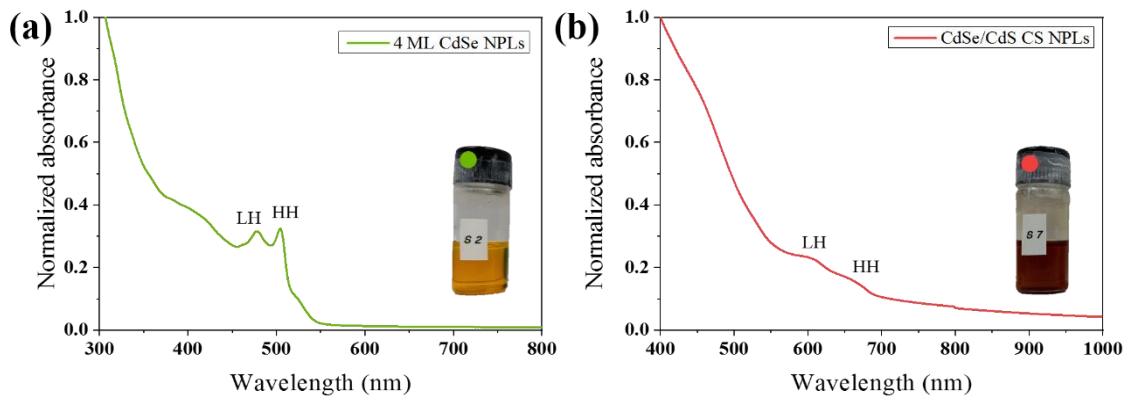 (a)
4 ML CdSe NPLs
1.0
0.8
0.6
0.4
0.2
0.0
Normalized absorbance
LH
HH
S2
300
400
500
600
700
800
Wavelength (nm)
(b)
CdSe/CdS CS NPLs
1.0
0.8
0.6
0.4
0.2
0.0
Normalized absorbance
LH
HH
S7
400
500
600
700
800
900
1000
Wavelength (nm)